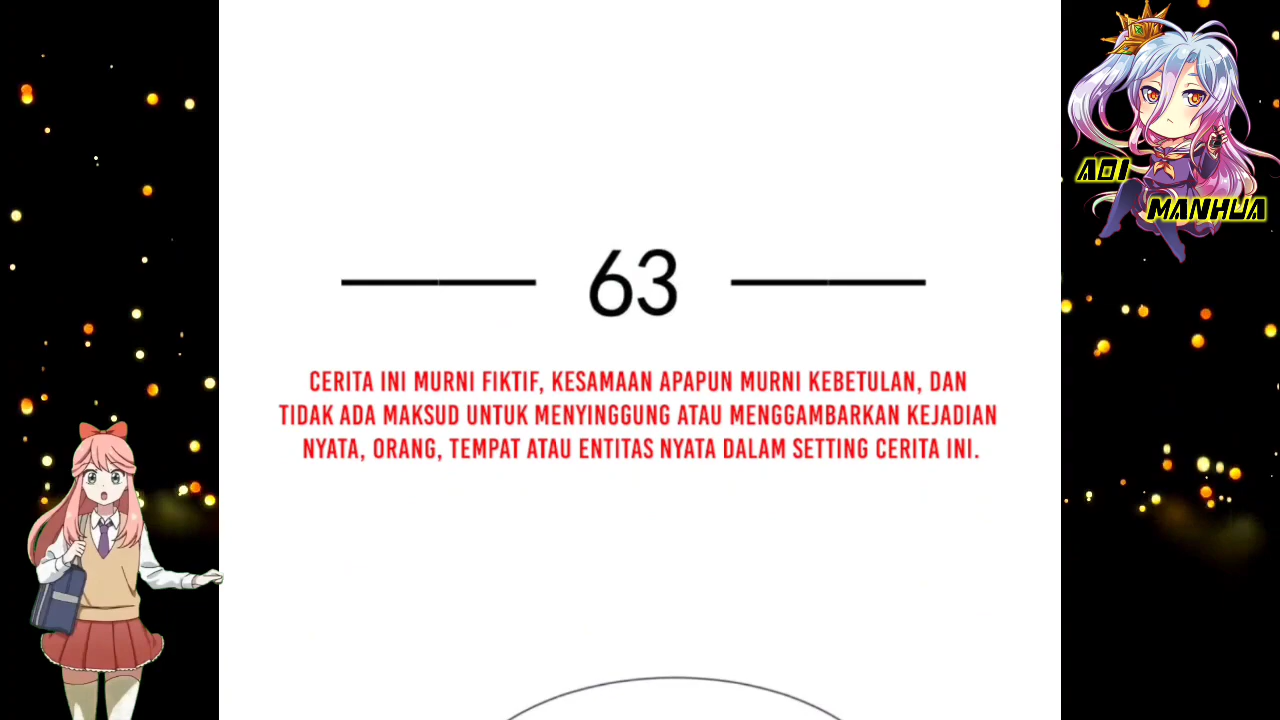 AOI
MANHUA
63
CERITA INI MURNI FIKTIF, KESAMAAN APAPUN MURNI KEBETULAN, DAN
TIDAK ADA MAKSUD UNTUK MENYINGGUNG ATAU MENGGAMBARKAN KEJADIAN
NYATA, ORANG, TEMPAT ATAU ENTITAS NYATA DALAM SETTING CERITA INI.